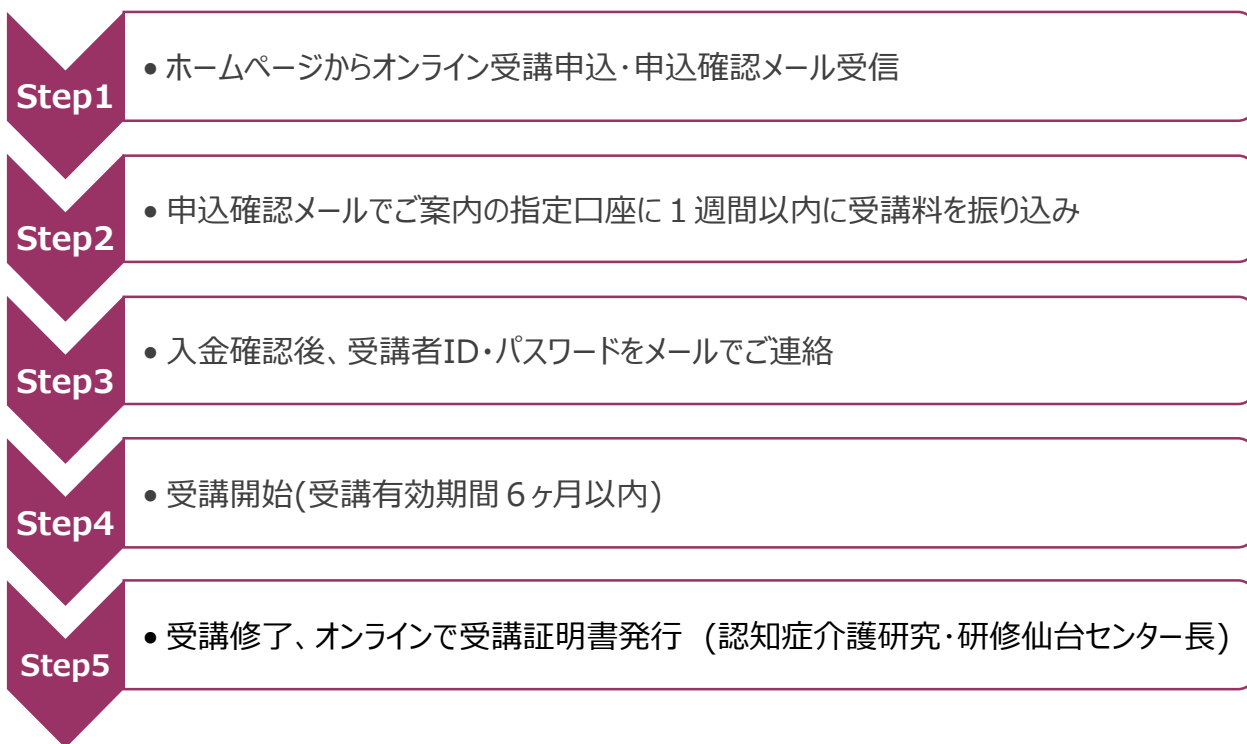 Step1
• ホームページからオンライン受講申込・申込確認メール受信
Step2
• 申込確認メールでご案内の指定口座に１週間以内に受講料を振り込み
Step3
• 入金確認後、受講者ID・パスワードをメールでご連絡
Step4
• 受講開始(受講有効期間６ヶ月以内)
Step5
• 受講修了、オンラインで受講証明書発行 (認知症介護研究・研修仙台センター長)